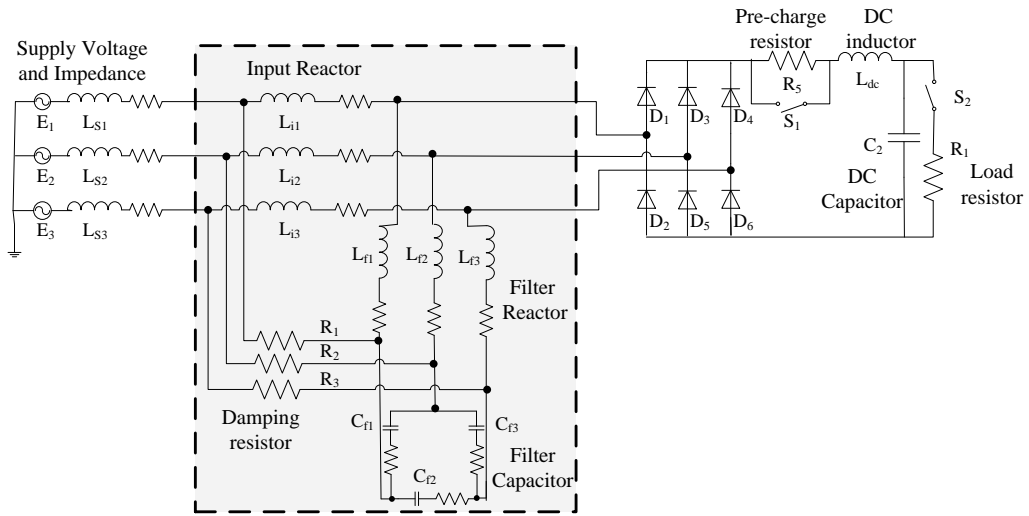 Supply Voltage
and Impedance
E1
LS1
E2
LS2
E3
LS3
Input Reactor
Li1
Li2
Li3
Lf1
Lf2
Lf3
Filter
Reactor
R1
R2
R3
Damping
resistor
Cf1
Cf3
Cf2
Filter
Capacitor
Pre-charge
resistor
DC
inductor
R5
Ldc
S1
S2
D1
D3
D4
D2
D5
D6
C2
DC
Capacitor
R1
Load
resistor